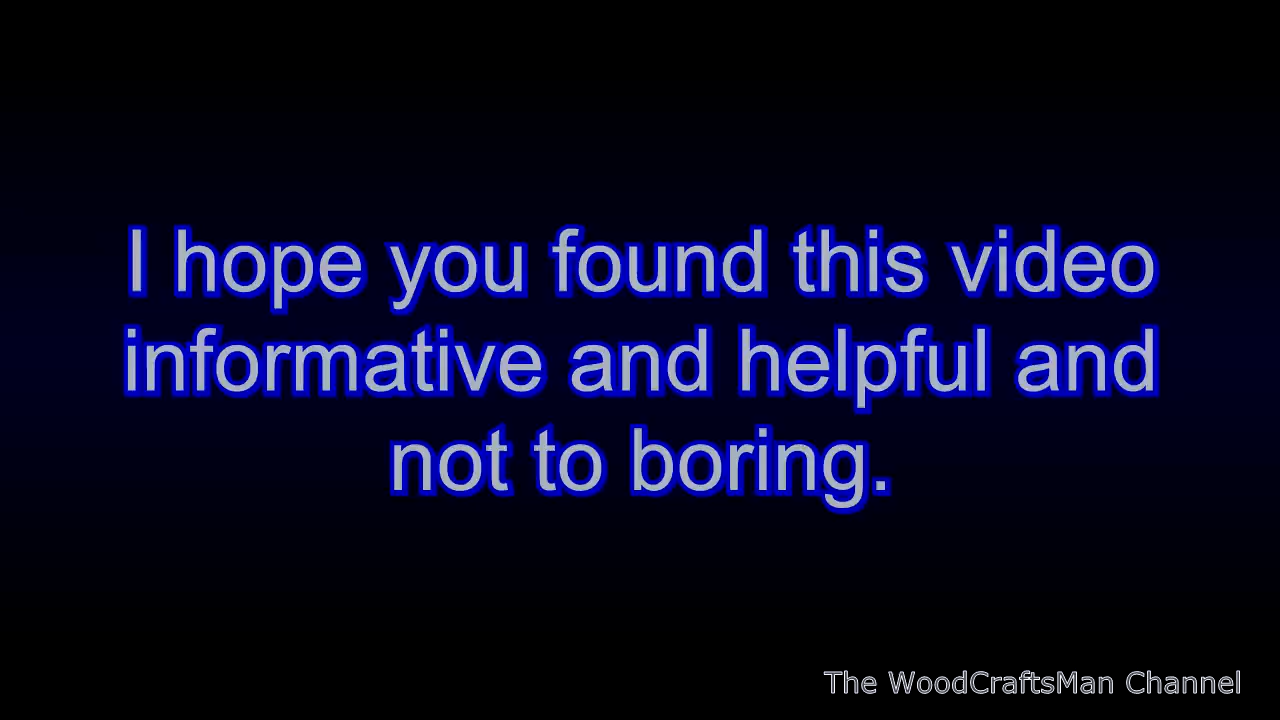 I hope you found this video
informative and helpful and
not to boring.
The WoodCraftsMan Channel